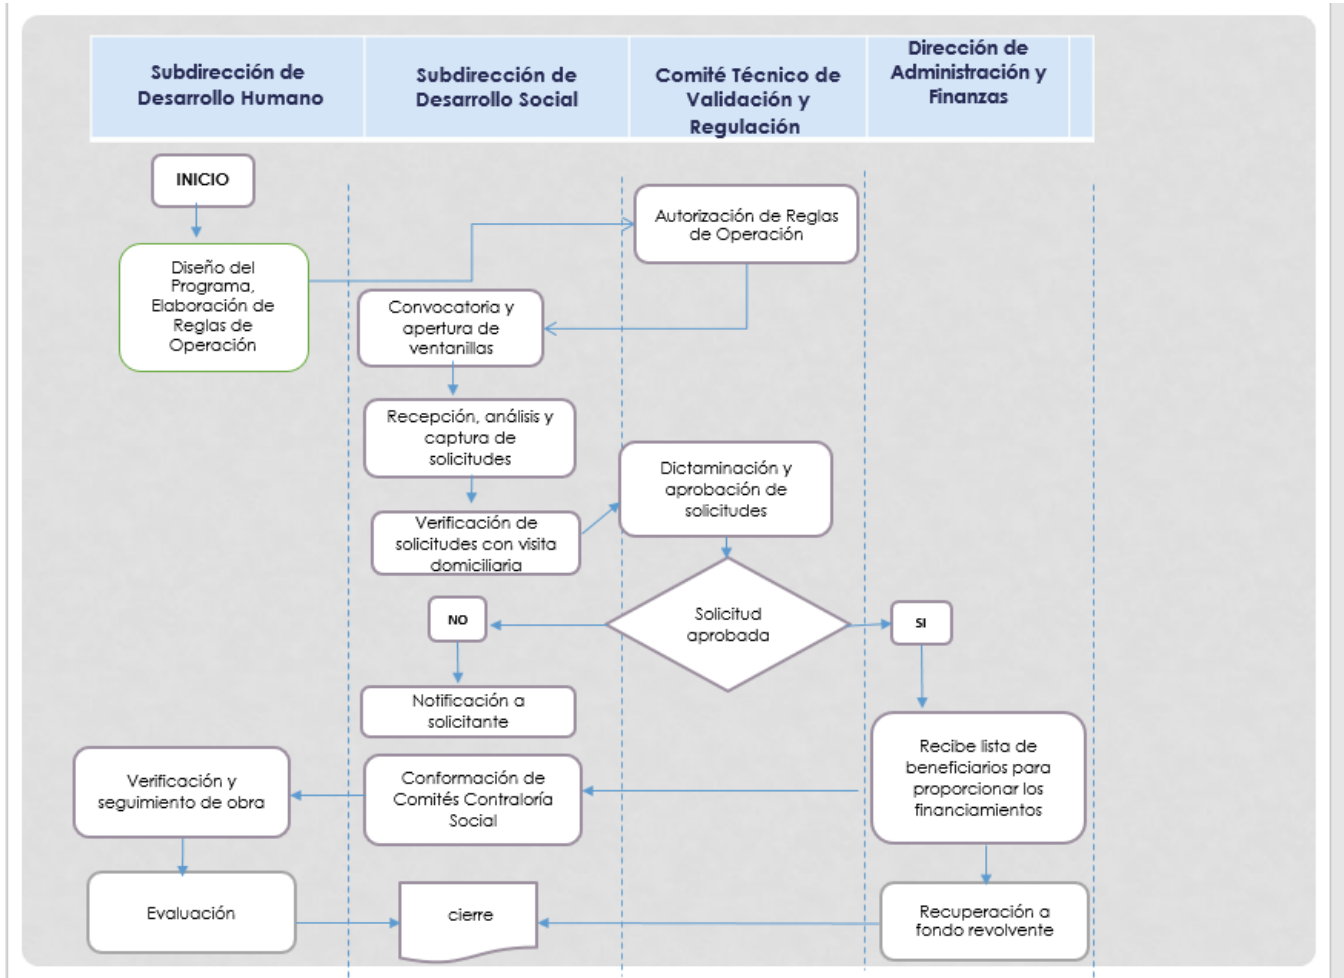 Subdirección de
Desarrollo Humano
Subdirección de
Desarrollo Social
Comité Técnico de
Validación y
Regulación
Dirección de
Administración y
Finanzas
INICIO
Autorización de Reglas
de Operación
Diseño del
Programa,
Elaboración de
Reglas de
Operación
Convocatoria y
apertura de
ventanillas
Recepción, análisis y
captura de
solicitudes
Dictaminación y
aprobación de
solicitudes
Verificación de
solicitudes con visita
domiciliaria
Solicitud
aprobada
NO
SI
Notificación a
solicitante
Recibe lista de
beneficiarios para
proporcionar los
financiamientos
Conformación de
Comités Contraloría
Social
Verificación y
seguimiento de obra
Evaluación
cierre
Recuperación a
fondo revolvente